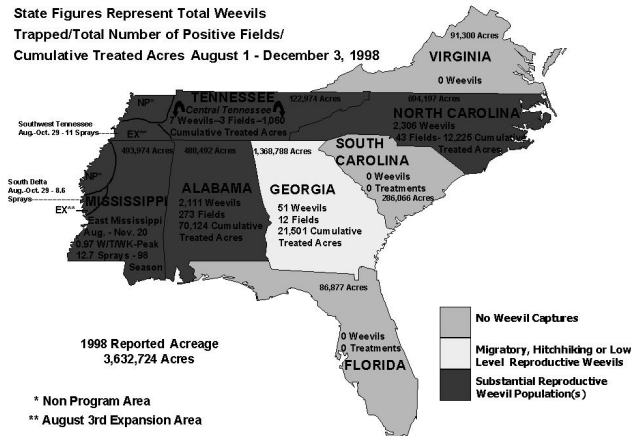 State Figures Represent Total Weevils
Trapped/Total Number of Positive Fields/
Cumulative Treated Acres August 1 - December 3, 1998
91,300 Acres
VIRGINIA
0 Weevils
NP*
TENNESSEE
122,974 Acres
Central Tennessee
7 Weevils--3 Fields--1,060
Cumulative Treated Acres
694,197 Acres
NORTH CAROLINA
2,306 Weevils
43 Fields- 12,225 Cumulative
Treated Acres
Southwest Tennessee
Aug.-Oct. 29 - 11 Sprays
EX**
493,974 Acres
488,492 Acres
1,368,788 Acres
SOUTH
CAROLINA
0 Weevils
0 Treatments
286,066 Acres
NP*
South Delta
Aug.-Oct. 29 - 8.6
Sprays
EX**
MISSISSIPPI
East Mississippi
Aug. - Nov. 20
0.97 W/T/WK-Peak
12.7 Sprays - 98
Season
ALABAMA
2,111 Weevils
273 Fields
70,124 Cumulative
Treated Acres
GEORGIA
51 Weevils
12 Fields
21,501 Cumulative
Treated Acres
86,877 Acres
0 Weevils
0 Treatments
FLORIDA
1998 Reported Acreage
3,632,724 Acres
No Weevil Captures
Migratory, Hitchhiking or Low
Level Reproductive Weevils
Substantial Reproductive
Weevil Population(s)
* Non Program Area
** August 3rd Expansion Area